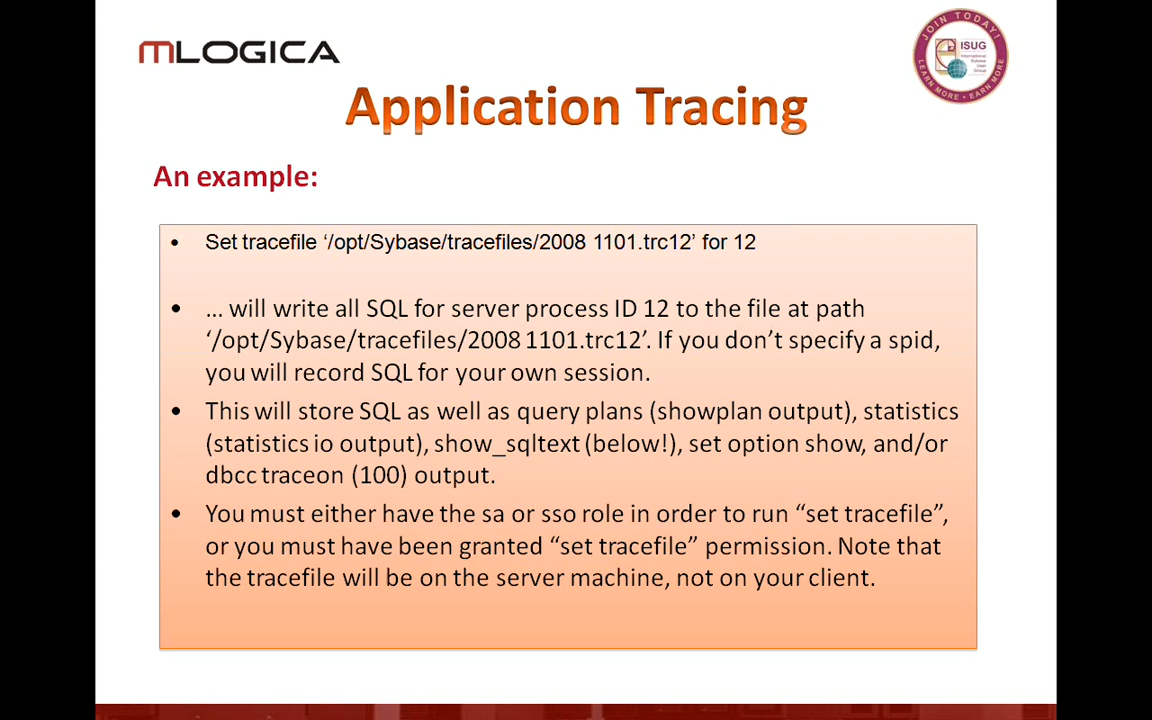 mLOGICA
JOIN TODAY!
ISUG
International
Sybase
User
Group
LEARN MORE • EARN MORE
Application Tracing
An example:
• Set tracefile ‘/opt/Sybase/tracefiles/2008 1101.trc12’ for 12
• … will write all SQL for server process ID 12 to the file at path
‘/opt/Sybase/tracefiles/2008 1101.trc12’. If you don’t specify a spid,
you will record SQL for your own session.
• This will store SQL as well as query plans (showplan output), statistics
(statistics io output), show_sqltext (below!), set option show, and/or
dbcc traceon (100) output.
• You must either have the sa or sso role in order to run “set tracefile”,
or you must have been granted “set tracefile” permission. Note that
the tracefile will be on the server machine, not on your client.